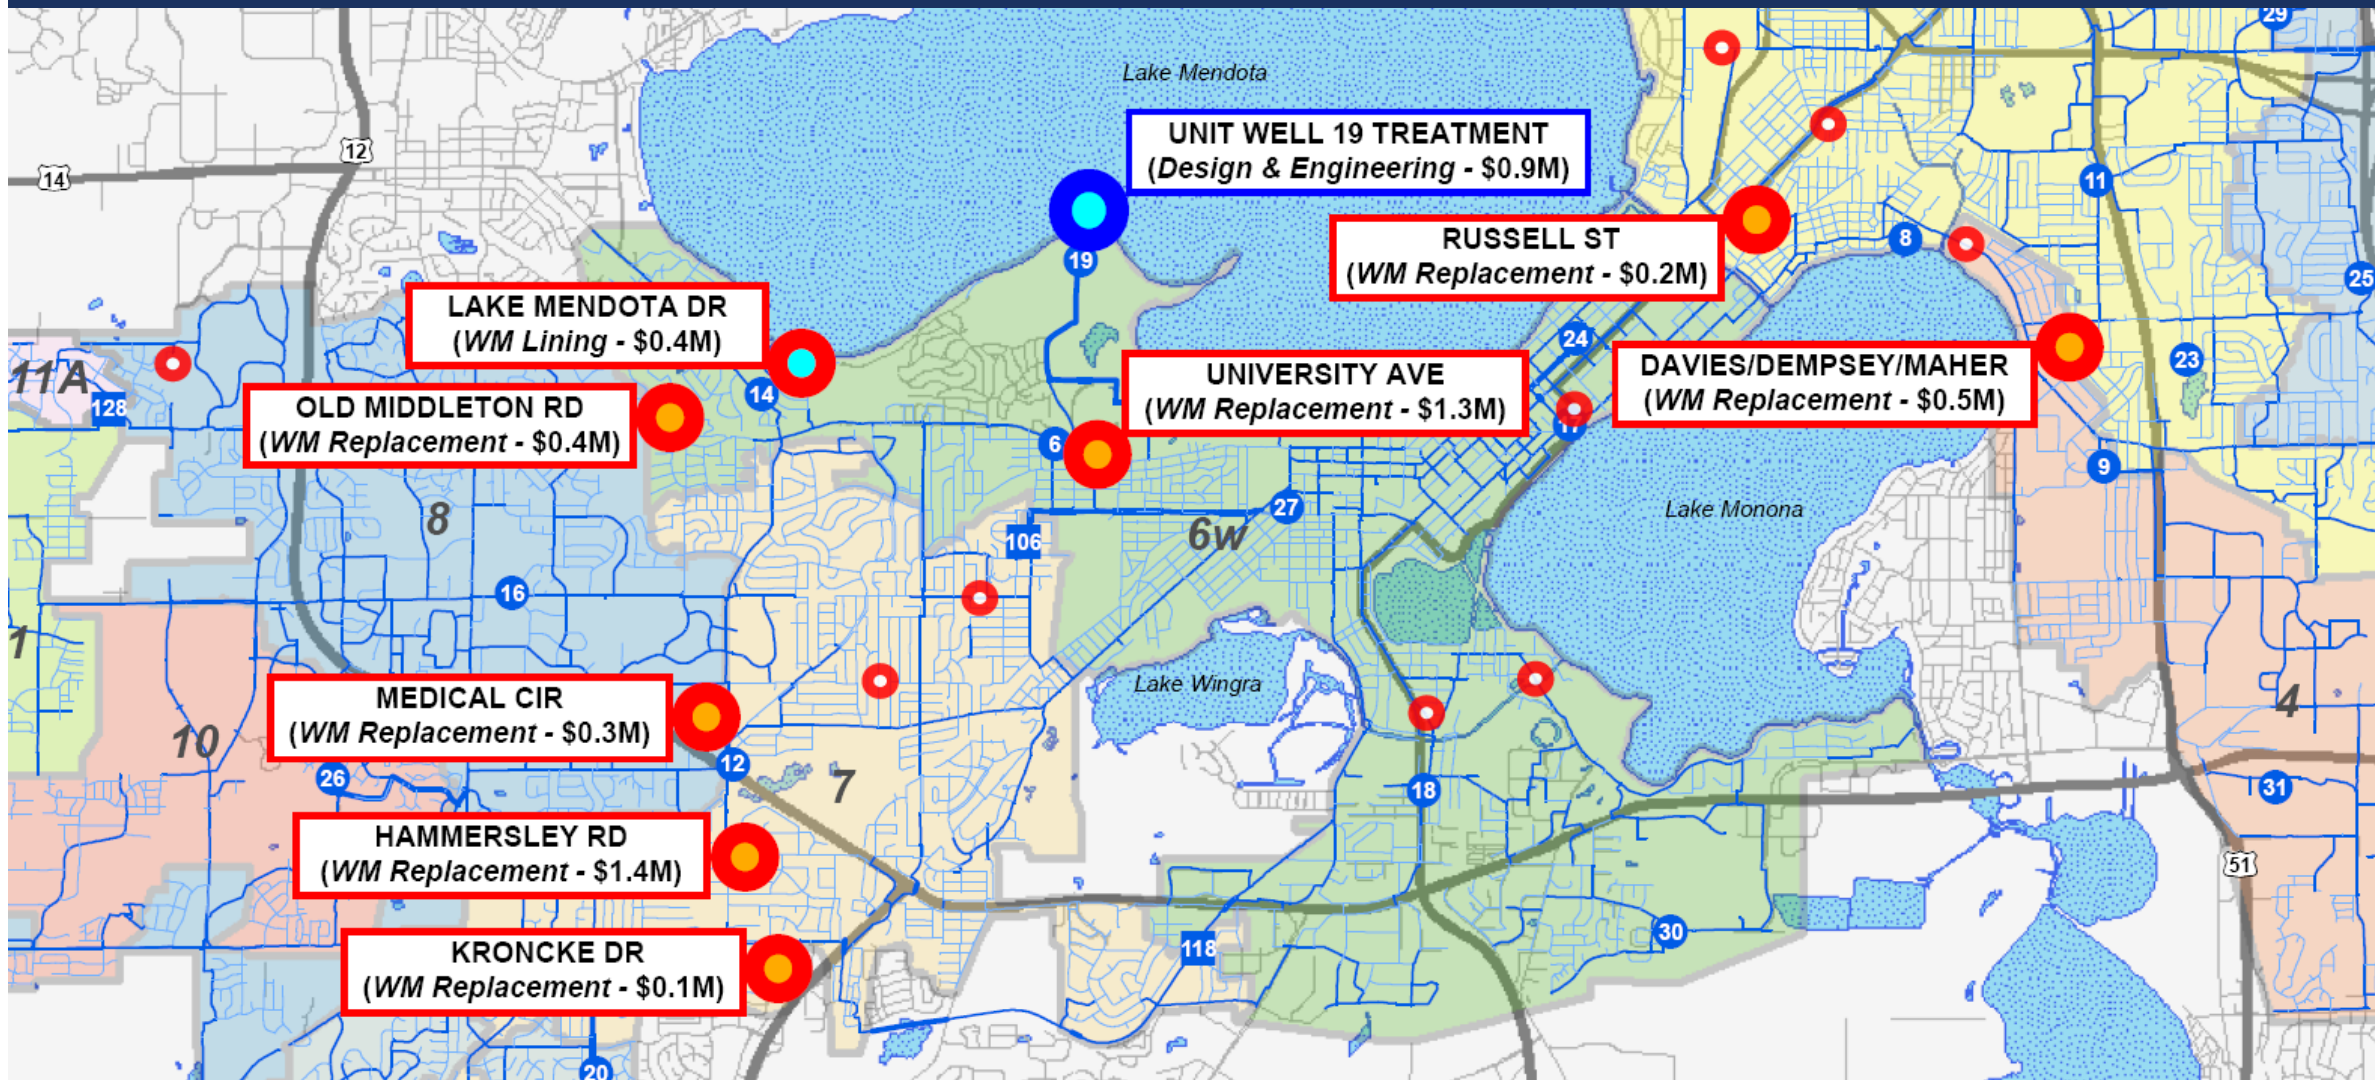 29
Lake Mendota
UNIT WELL 19 TREATMENT
(Design & Engineering - $0.9M)
12
14
11
19
RUSSELL ST
(WM Replacement - $0.2M)
8
25
LAKE MENDOTA DR
(WM Lining - $0.4M)
24
DAVIES/DEMPSEY/MAHER
(WM Replacement - $0.5M)
23
11A
128
14
UNIVERSITY AVE
(WM Replacement - $1.3M)
OLD MIDDLETON RD
(WM Replacement - $0.4M)
17
6
9
8
27
6w
Lake Monona
106
16
1
Lake Wingra
MEDICAL CIR
(WM Replacement - $0.3M)
4
10
12
26
7
18
31
HAMMERSLEY RD
(WM Replacement - $1.4M)
51
KRONCKE DR
(WM Replacement - $0.1M)
118
30
20